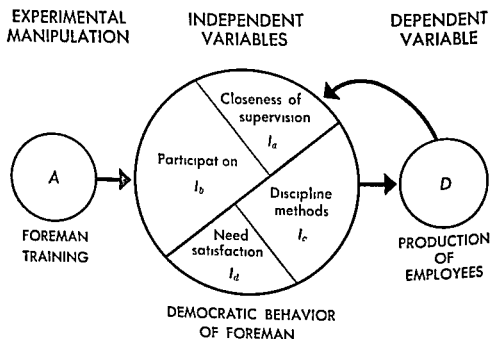 EXPERIMENTAL
MANIPULATION
INDEPENDENT
VARIABLES
DEPENDENT
VARIABLE
Closeness of
supervision
Ia
Participat on
Ib
Discipline
methods
Ic
Need
satisfaction
Id
A
D
FOREMAN
TRAINING
PRODUCTION
OF
EMPLOYEES
DEMOCRATIC BEHAVIOR
OF FOREMAN